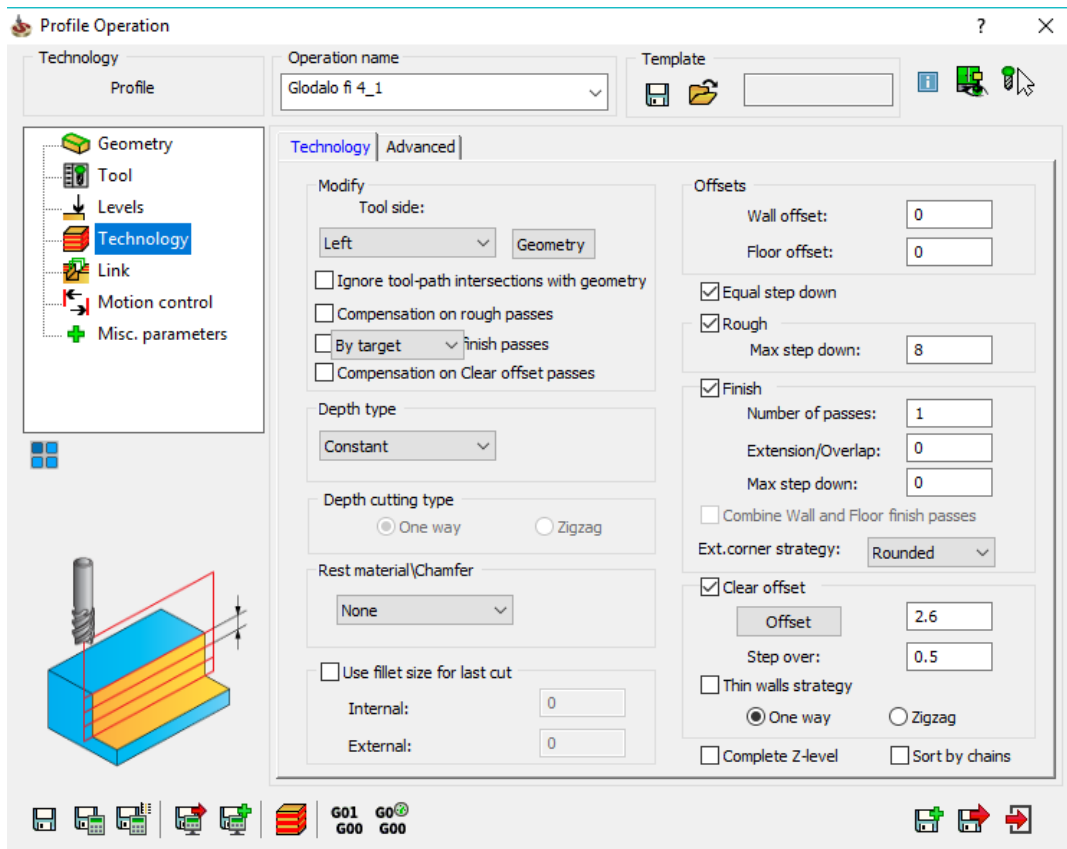 Profile Operation
?
Technology
Profile
Operation name
Glodalo fi 4_1
Template
Geometry
Tool
Levels
Technology
Link
Motion control
Misc. parameters
Technology
Advanced
Modify
Tool side:
Left
Geometry
Ignore tool-path intersections with geometry
Compensation on rough passes
By target
finish passes
Compensation on Clear offset passes
Depth type
Constant
Depth cutting type
One way
Zigzag
Rest material\Chamfer
None
Use fillet size for last cut
Internal: 0
External: 0
Offsets
Wall offset: 0
Floor offset: 0
Equal step down
Rough
Max step down: 8
Finish
Number of passes: 1
Extension/Overlap: 0
Max step down: 0
Combine Wall and Floor finish passes
Ext.corner strategy: Rounded
Clear offset
Offset 2.6
Step over: 0.5
Thin walls strategy
One way
Zigzag
Complete Z-level
Sort by chains
G01 G00
G00 G00